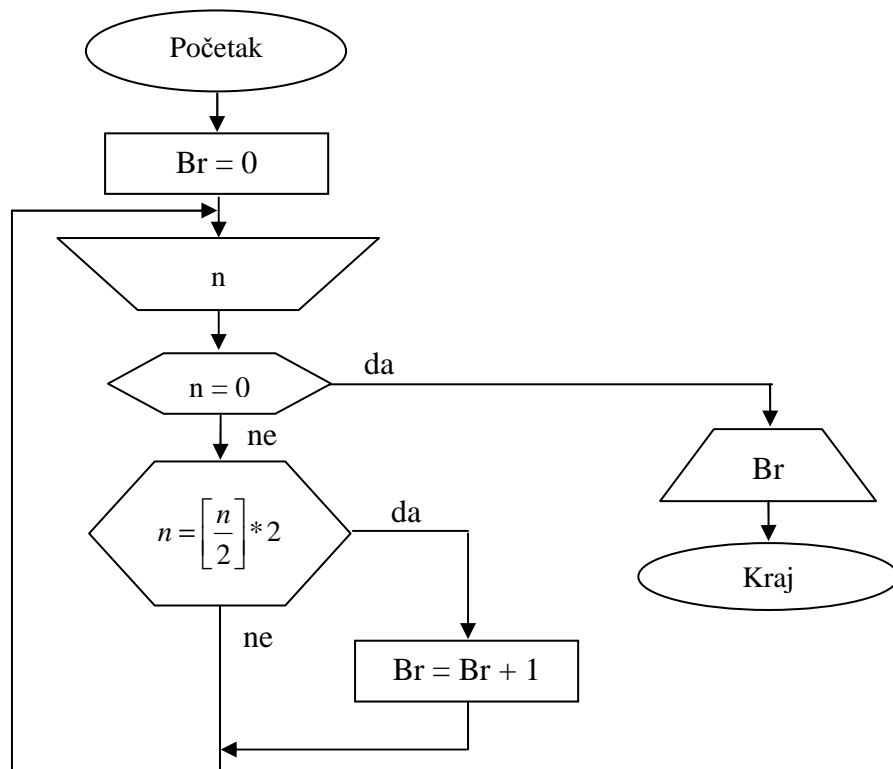 Početak
Br = 0
n
n = 0
da
ne
n = [n/2] * 2
da
ne
Br = Br + 1
Br
Kraj